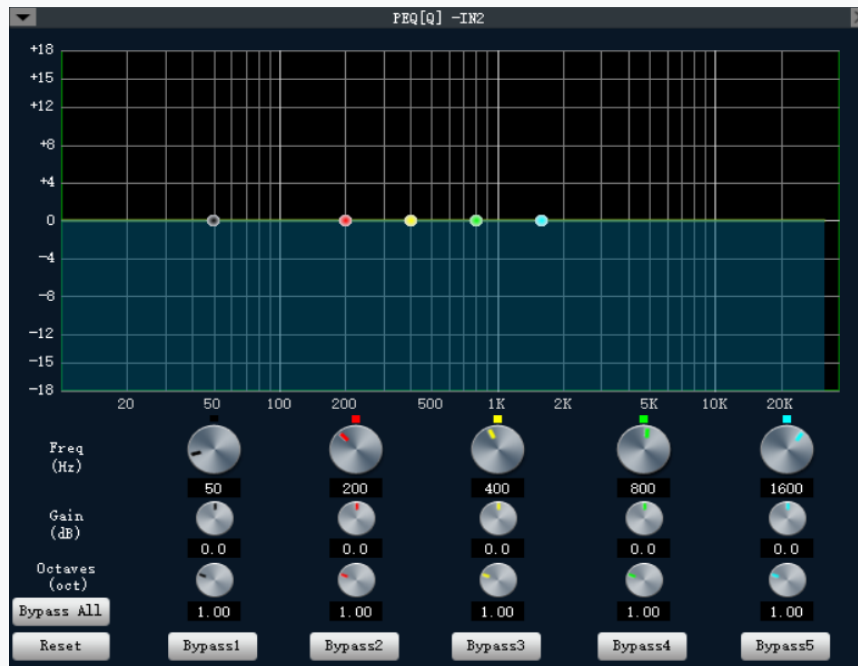 PEQ[Q] -IN2
+18
+15
+12
+8
+4
0
-4
-8
-12
-15
-18
20 50 100 200 500 1K 2K 5K 10K 20K
Freq
(Hz)
50 200 400 800 1600
Gain
(dB)
0.0 0.0 0.0 0.0 0.0
Octaves
(oct)
1.00 1.00 1.00 1.00 1.00
Bypass All
Reset Bypass1 Bypass2 Bypass3 Bypass4 Bypass5